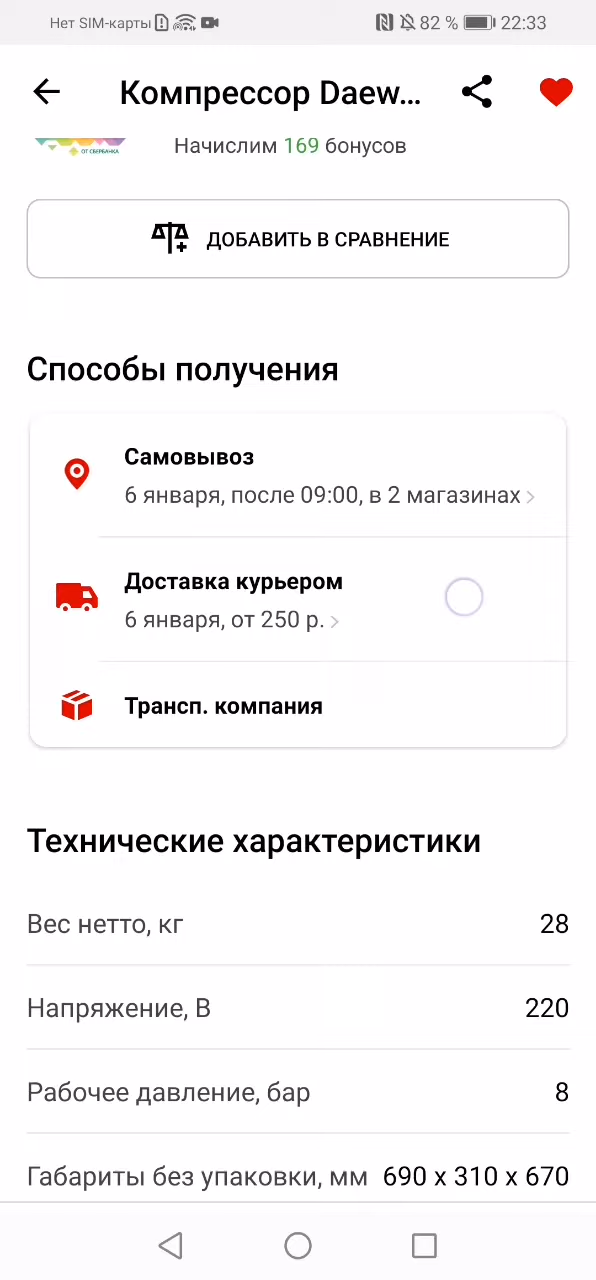 Нет SIM-карты 82 % 22:33
Компрессор Daew...
ОТ СБЕРБАНКА
Начислим 169 бонусов
ДОБАВИТЬ В СРАВНЕНИЕ
Способы получения
Самовывоз
6 января, после 09:00, в 2 магазинах
Доставка курьером
6 января, от 250 р.
Трансп. компания
Технические характеристики
Вес нетто, кг 28
Напряжение, В 220
Рабочее давление, бар 8
Габариты без упаковки, мм 690 x 310 x 670